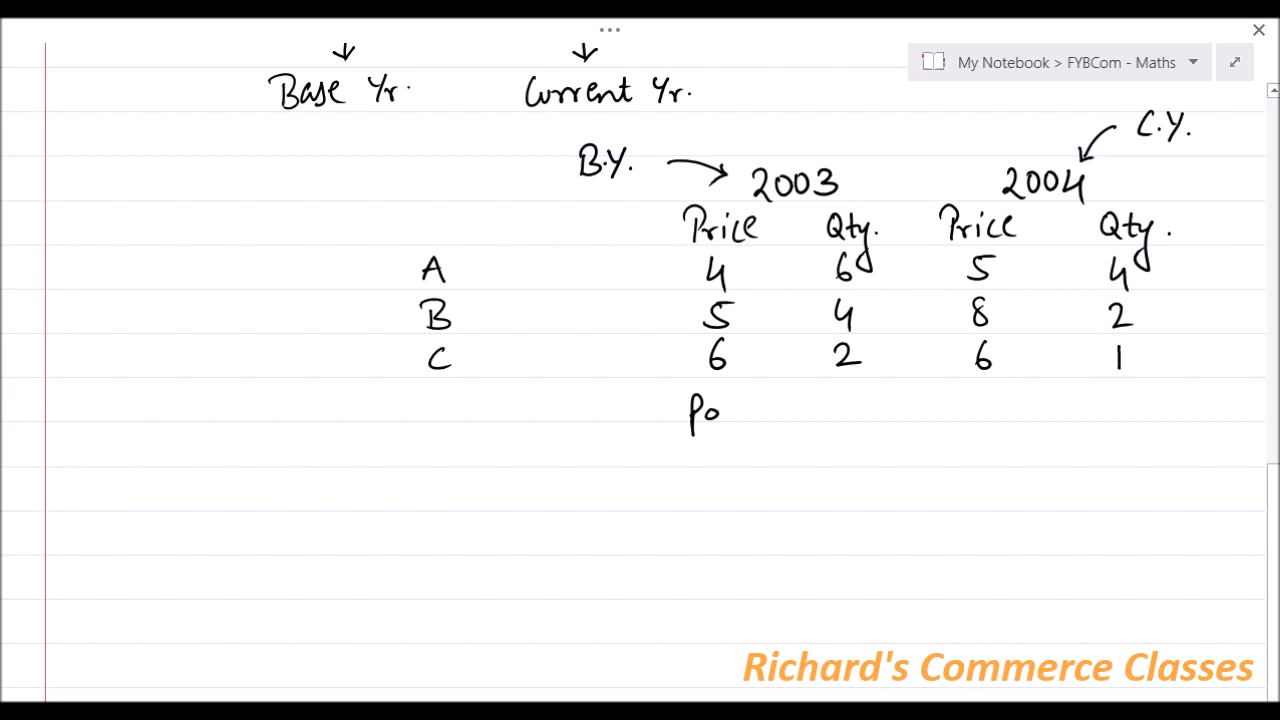 My Notebook > FYBCom - Maths
Base Yr. Current Yr.
C.Y.
B.Y. 2003 2004
Price Qty. Price Qty.
A 4 6 5 4
B 5 4 8 2
C 6 2 6 1
Po
Richard's Commerce Classes